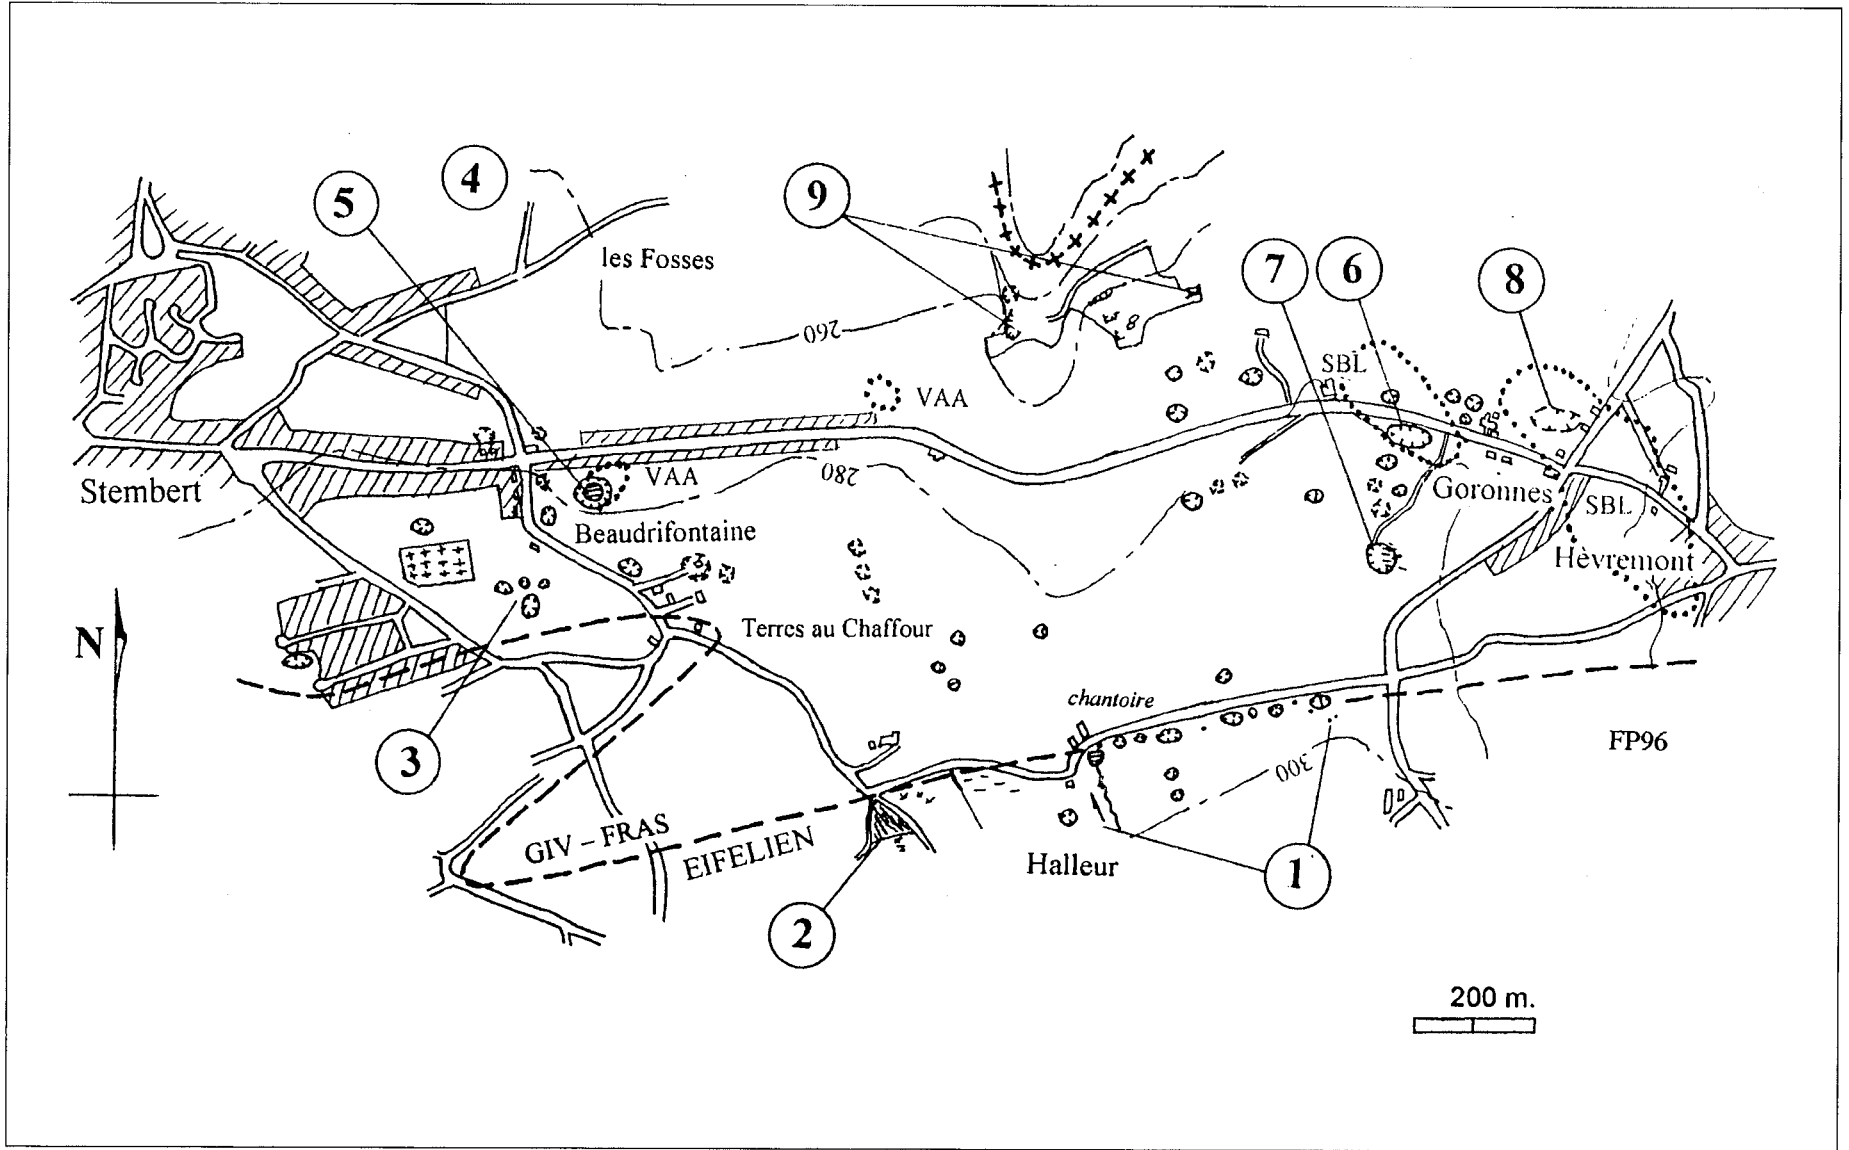 4
5
9
les Fosses
7
6
8
260
SBL
VAA
280
VAA
Stembert
Goronnes
SBL
Beaudrifontaine
Hèvremont
N
Terres au Chaffour
chantoire
3
FP96
300
GIV – FRAS
EIFELIEN
Halleur
1
2
200 m.